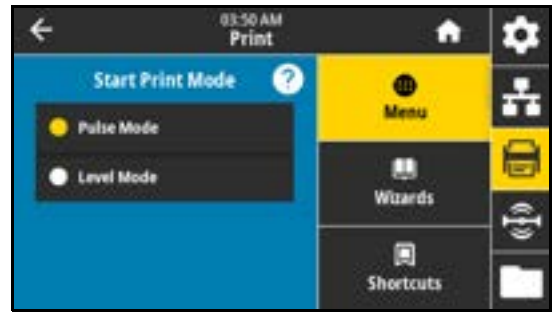 03:50 AM
Print
Start Print Mode ?
Pulse Mode
Level Mode
Menu
Wizards
Shortcuts